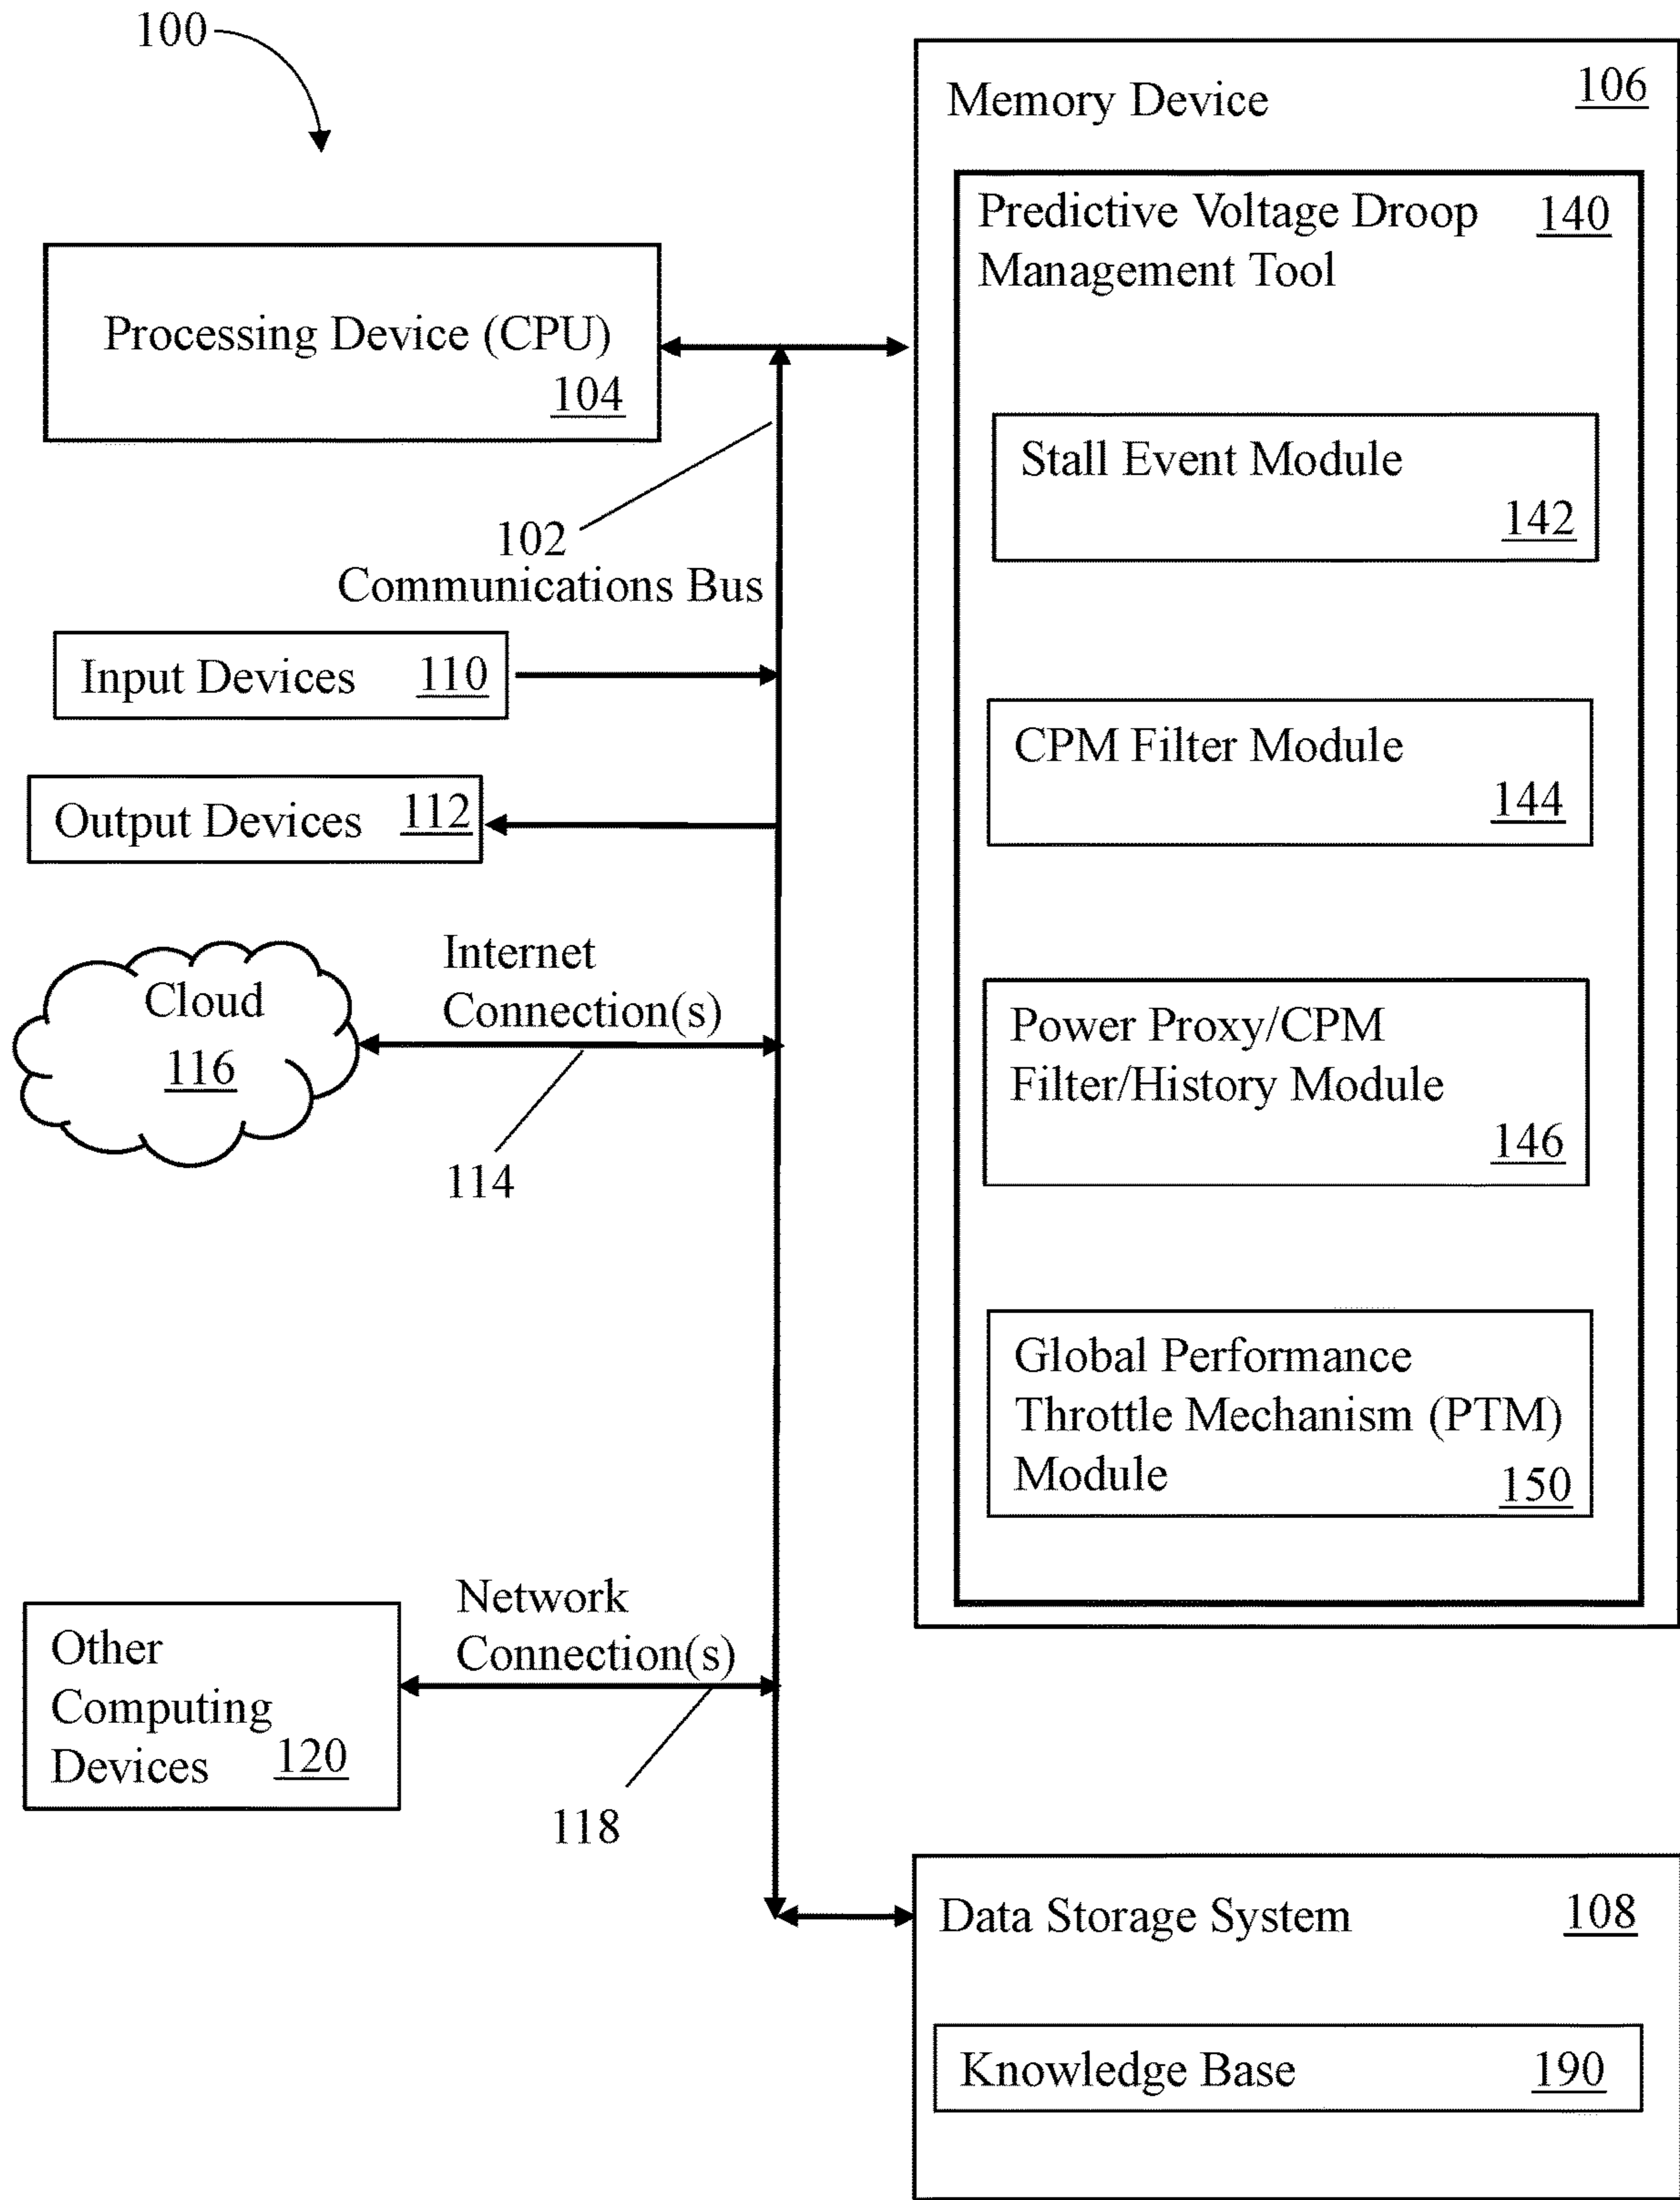 100
Memory Device 106
Predictive Voltage Droop 140
Management Tool
Processing Device (CPU)
104
Stall Event Module
142
102
Communications Bus
Input Devices 110
CPM Filter Module
144
Output Devices 112
Internet
Connection(s)
Cloud
116
114
Power Proxy/CPM
Filter/History Module
146
Global Performance
Throttle Mechanism (PTM)
Module
150
Network
Connection(s)
Other
Computing
Devices 120
118
Data Storage System 108
Knowledge Base 190